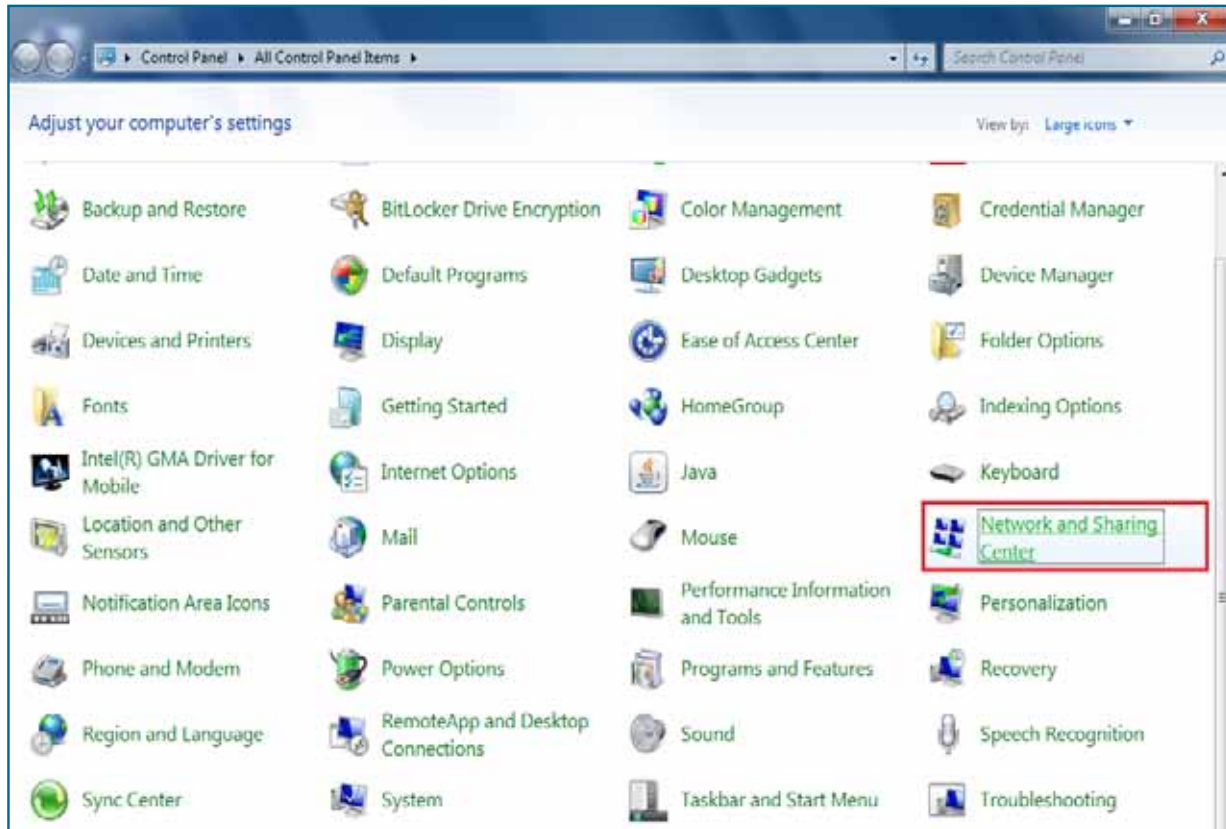 Control Panel ▸ All Control Panel Items ▸
Search Control Panel
Adjust your computer's settings
View by: Large icons
Backup and Restore
BitLocker Drive Encryption
Color Management
Credential Manager
Date and Time
Default Programs
Desktop Gadgets
Device Manager
Devices and Printers
Display
Ease of Access Center
Folder Options
Fonts
Getting Started
HomeGroup
Indexing Options
Intel(R) GMA Driver for
Mobile
Internet Options
Java
Keyboard
Location and Other
Sensors
Mail
Mouse
Network and Sharing
Center
Notification Area Icons
Parental Controls
Performance Information
and Tools
Personalization
Phone and Modem
Power Options
Programs and Features
Recovery
Region and Language
RemoteApp and Desktop
Connections
Sound
Speech Recognition
Sync Center
System
Taskbar and Start Menu
Troubleshooting